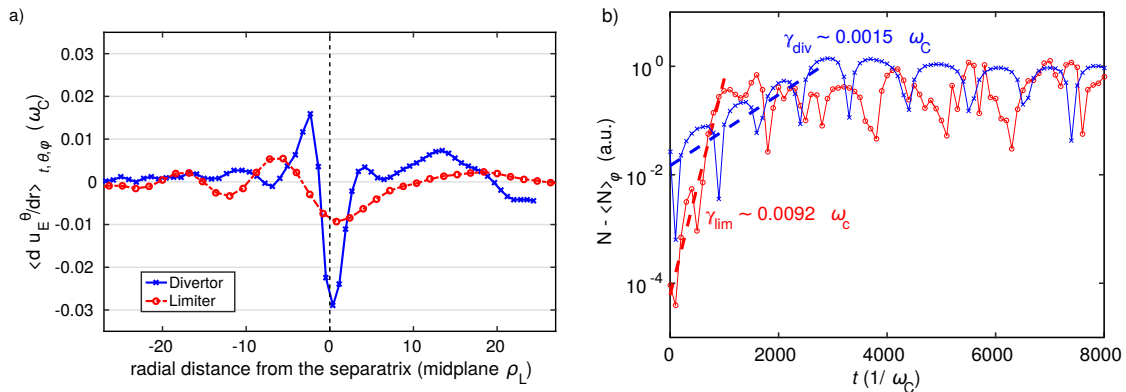 a)
<d u_E^θ/dr> _{t,θ,φ} (ω_C)
0.03
0.02
0.01
0
-0.01
-0.02
-0.03
Divertor
Limiter
-20
-10
0
10
20
radial distance from the separatrix (midplane ρ_L)
b)
N - <N>_φ (a.u.)
10^0
10^-2
10^-4
γ_div ~ 0.0015 ω_C
γ_lim ~ 0.0092 ω_c
0
2000
4000
6000
8000
t (1/ ω_C)